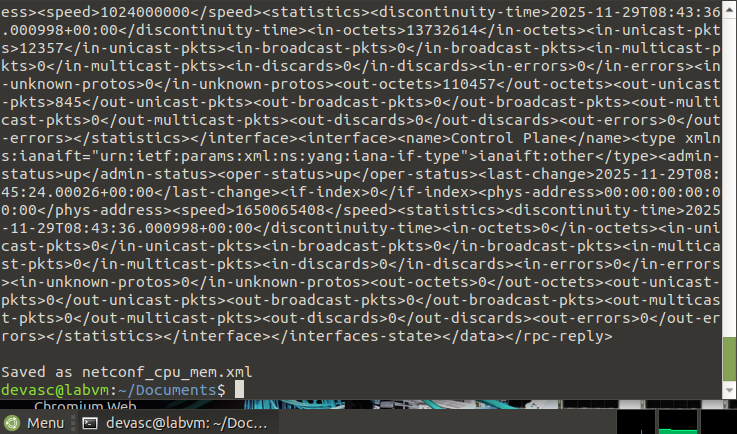 ess><speed>1024000000</speed><statistics><discontinuity-time>2025-11-29T08:43:36
.000998+00:00</discontinuity-time><in-octets>13732614</in-octets><in-unicast-pkt
s>12357</in-unicast-pkts><in-broadcast-pkts>0</in-broadcast-pkts><in-multicast-p
kts>0</in-multicast-pkts><in-discards>0</in-discards><in-errors>0</in-errors><in
-unknown-protos>0</in-unknown-protos><out-octets>110457</out-octets><out-unicast
-pkts>845</out-unicast-pkts><out-broadcast-pkts>0</out-broadcast-pkts><out-multi
cast-pkts>0</out-multicast-pkts><out-discards>0</out-discards><out-errors>0</out
-errors></statistics></interface><interface><name>Control Plane</name><type xmln
s:ianaift="urn:ietf:params:xml:ns:yang:iana-if-type">ianaift:other</type><admin-
status>up</admin-status><oper-status>up</oper-status><last-change>2025-11-29T08:
45:24.00026+00:00</last-change><if-index>0</if-index><phys-address>00:00:00:00:0
0:00</phys-address><speed>1650065408</speed><statistics><discontinuity-time>2025
-11-29T08:43:36.000998+00:00</discontinuity-time><in-octets>0</in-octets><in-uni
cast-pkts>0</in-unicast-pkts><in-broadcast-pkts>0</in-broadcast-pkts><in-multica
st-pkts>0</in-multicast-pkts><in-discards>0</in-discards><in-errors>0</in-errors
><in-unknown-protos>0</in-unknown-protos><out-octets>0</out-octets><out-unicast-
pkts>0</out-unicast-pkts><out-broadcast-pkts>0</out-broadcast-pkts><out-multicas
t-pkts>0</out-multicast-pkts><out-discards>0</out-discards><out-errors>0</out-er
rors></statistics></interface></interfaces-state></data></rpc-reply>
Saved as netconf_cpu_mem.xml
devasc@labvm:~/Documents$
Chromium Web
Menu
devasc@labvm: ~/Doc...